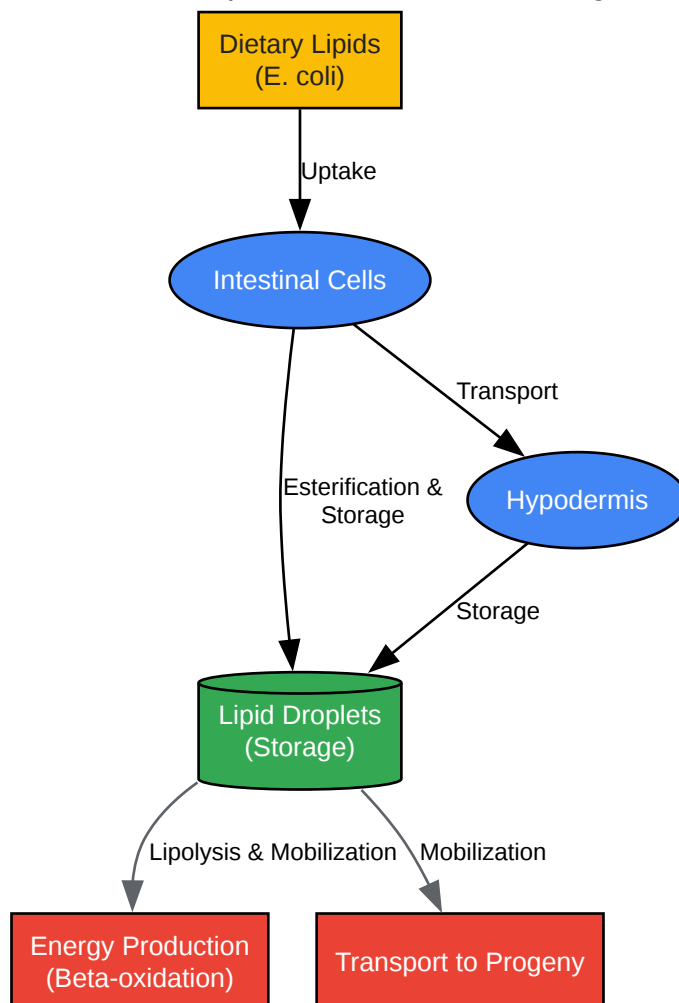 Dietary Lipids
(E. coli)
Uptake
Intestinal Cells
Transport
Esterification &
Storage
Hypodermis
Storage
Lipid Droplets
(Storage)
Lipolysis & Mobilization
Mobilization
Energy Production
(Beta-oxidation)
Transport to Progeny